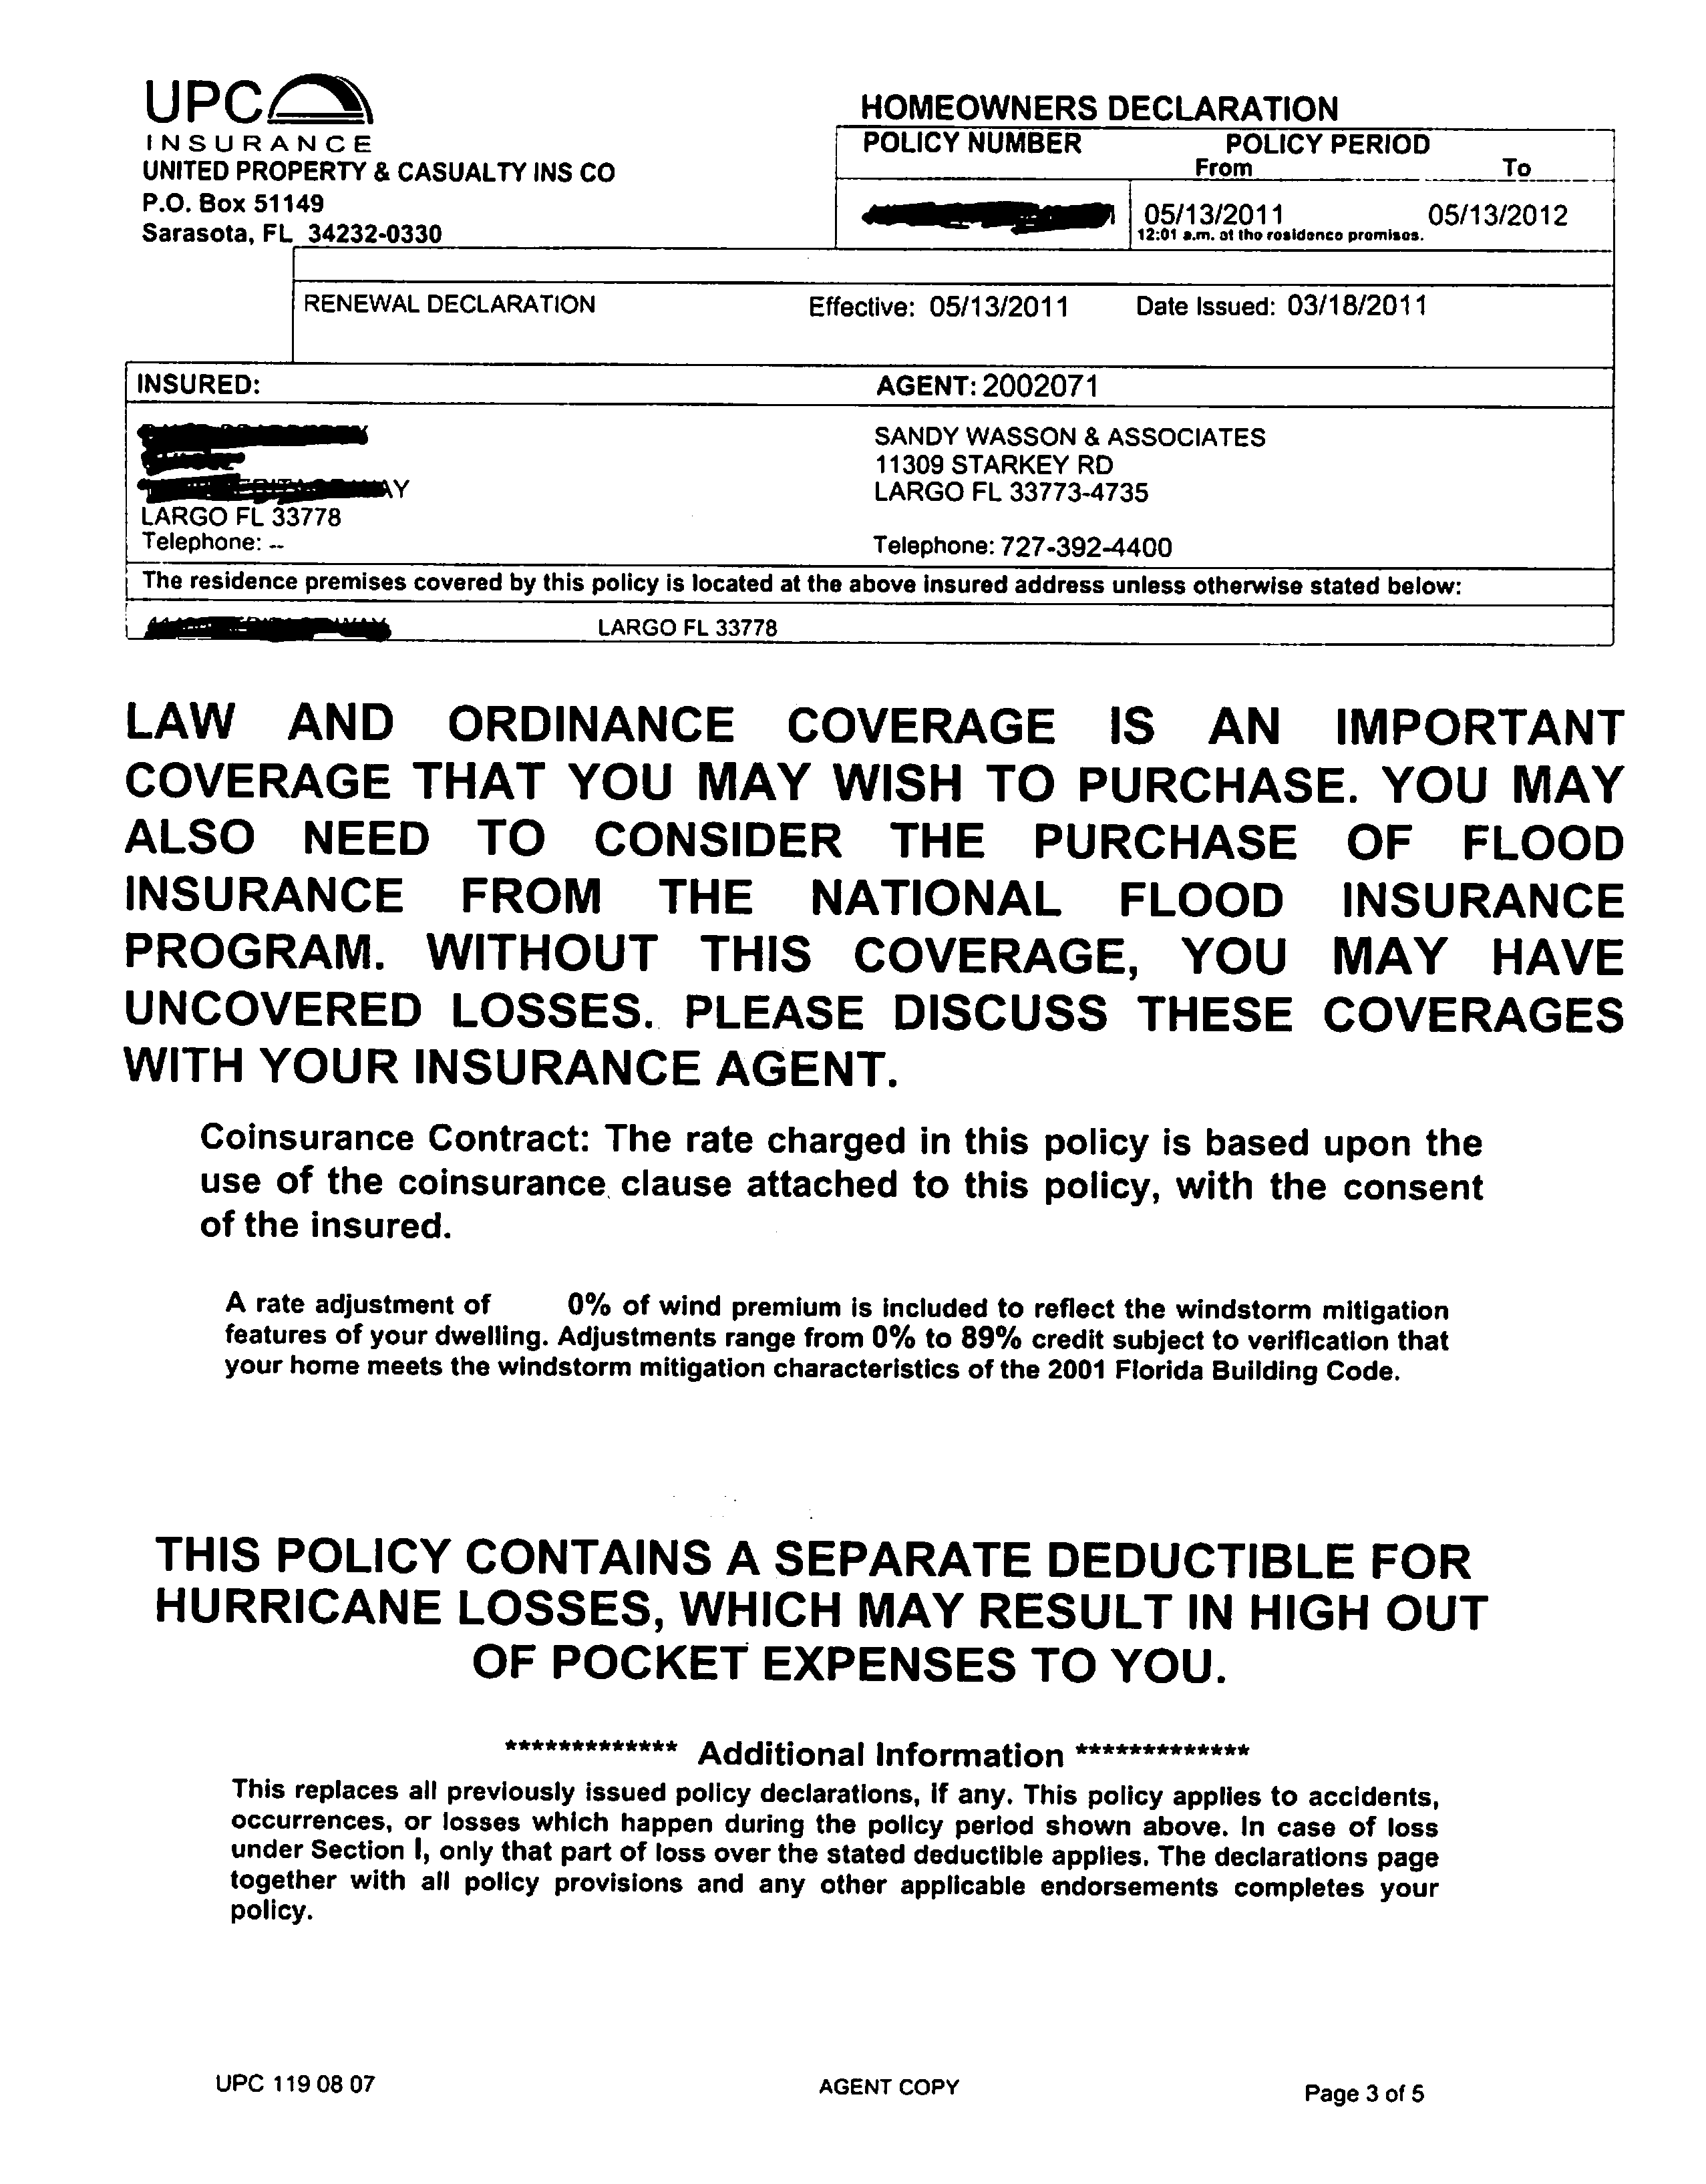 UPC
INSURANCE
UNITED PROPERTY & CASUALTY INS CO
P.O. Box 51149
Sarasota, FL 34232-0330
HOMEOWNERS DECLARATION
POLICY NUMBER POLICY PERIOD
From To
05/13/2011 05/13/2012
12:01 a.m. at the residence premises.
RENEWAL DECLARATION Effective: 05/13/2011 Date Issued: 03/18/2011
INSURED: AGENT: 2002071
SANDY WASSON & ASSOCIATES
11309 STARKEY RD
LARGO FL 33773-4735
LARGO FL 33778
Telephone: --
Telephone: 727-392-4400
The residence premises covered by this policy is located at the above insured address unless otherwise stated below:
LARGO FL 33778
LAW AND ORDINANCE COVERAGE IS AN IMPORTANT
COVERAGE THAT YOU MAY WISH TO PURCHASE. YOU MAY
ALSO NEED TO CONSIDER THE PURCHASE OF FLOOD
INSURANCE FROM THE NATIONAL FLOOD INSURANCE
PROGRAM. WITHOUT THIS COVERAGE, YOU MAY HAVE
UNCOVERED LOSSES. PLEASE DISCUSS THESE COVERAGES
WITH YOUR INSURANCE AGENT.
Coinsurance Contract: The rate charged in this policy is based upon the
use of the coinsurance clause attached to this policy, with the consent
of the insured.
A rate adjustment of 0% of wind premium is included to reflect the windstorm mitigation
features of your dwelling. Adjustments range from 0% to 89% credit subject to verification that
your home meets the windstorm mitigation characteristics of the 2001 Florida Building Code.
THIS POLICY CONTAINS A SEPARATE DEDUCTIBLE FOR
HURRICANE LOSSES, WHICH MAY RESULT IN HIGH OUT
OF POCKET EXPENSES TO YOU.
************* Additional Information *************
This replaces all previously issued policy declarations, if any. This policy applies to accidents,
occurrences, or losses which happen during the policy period shown above. In case of loss
under Section I, only that part of loss over the stated deductible applies. The declarations page
together with all policy provisions and any other applicable endorsements completes your
policy.
UPC 119 08 07 AGENT COPY Page 3 of 5